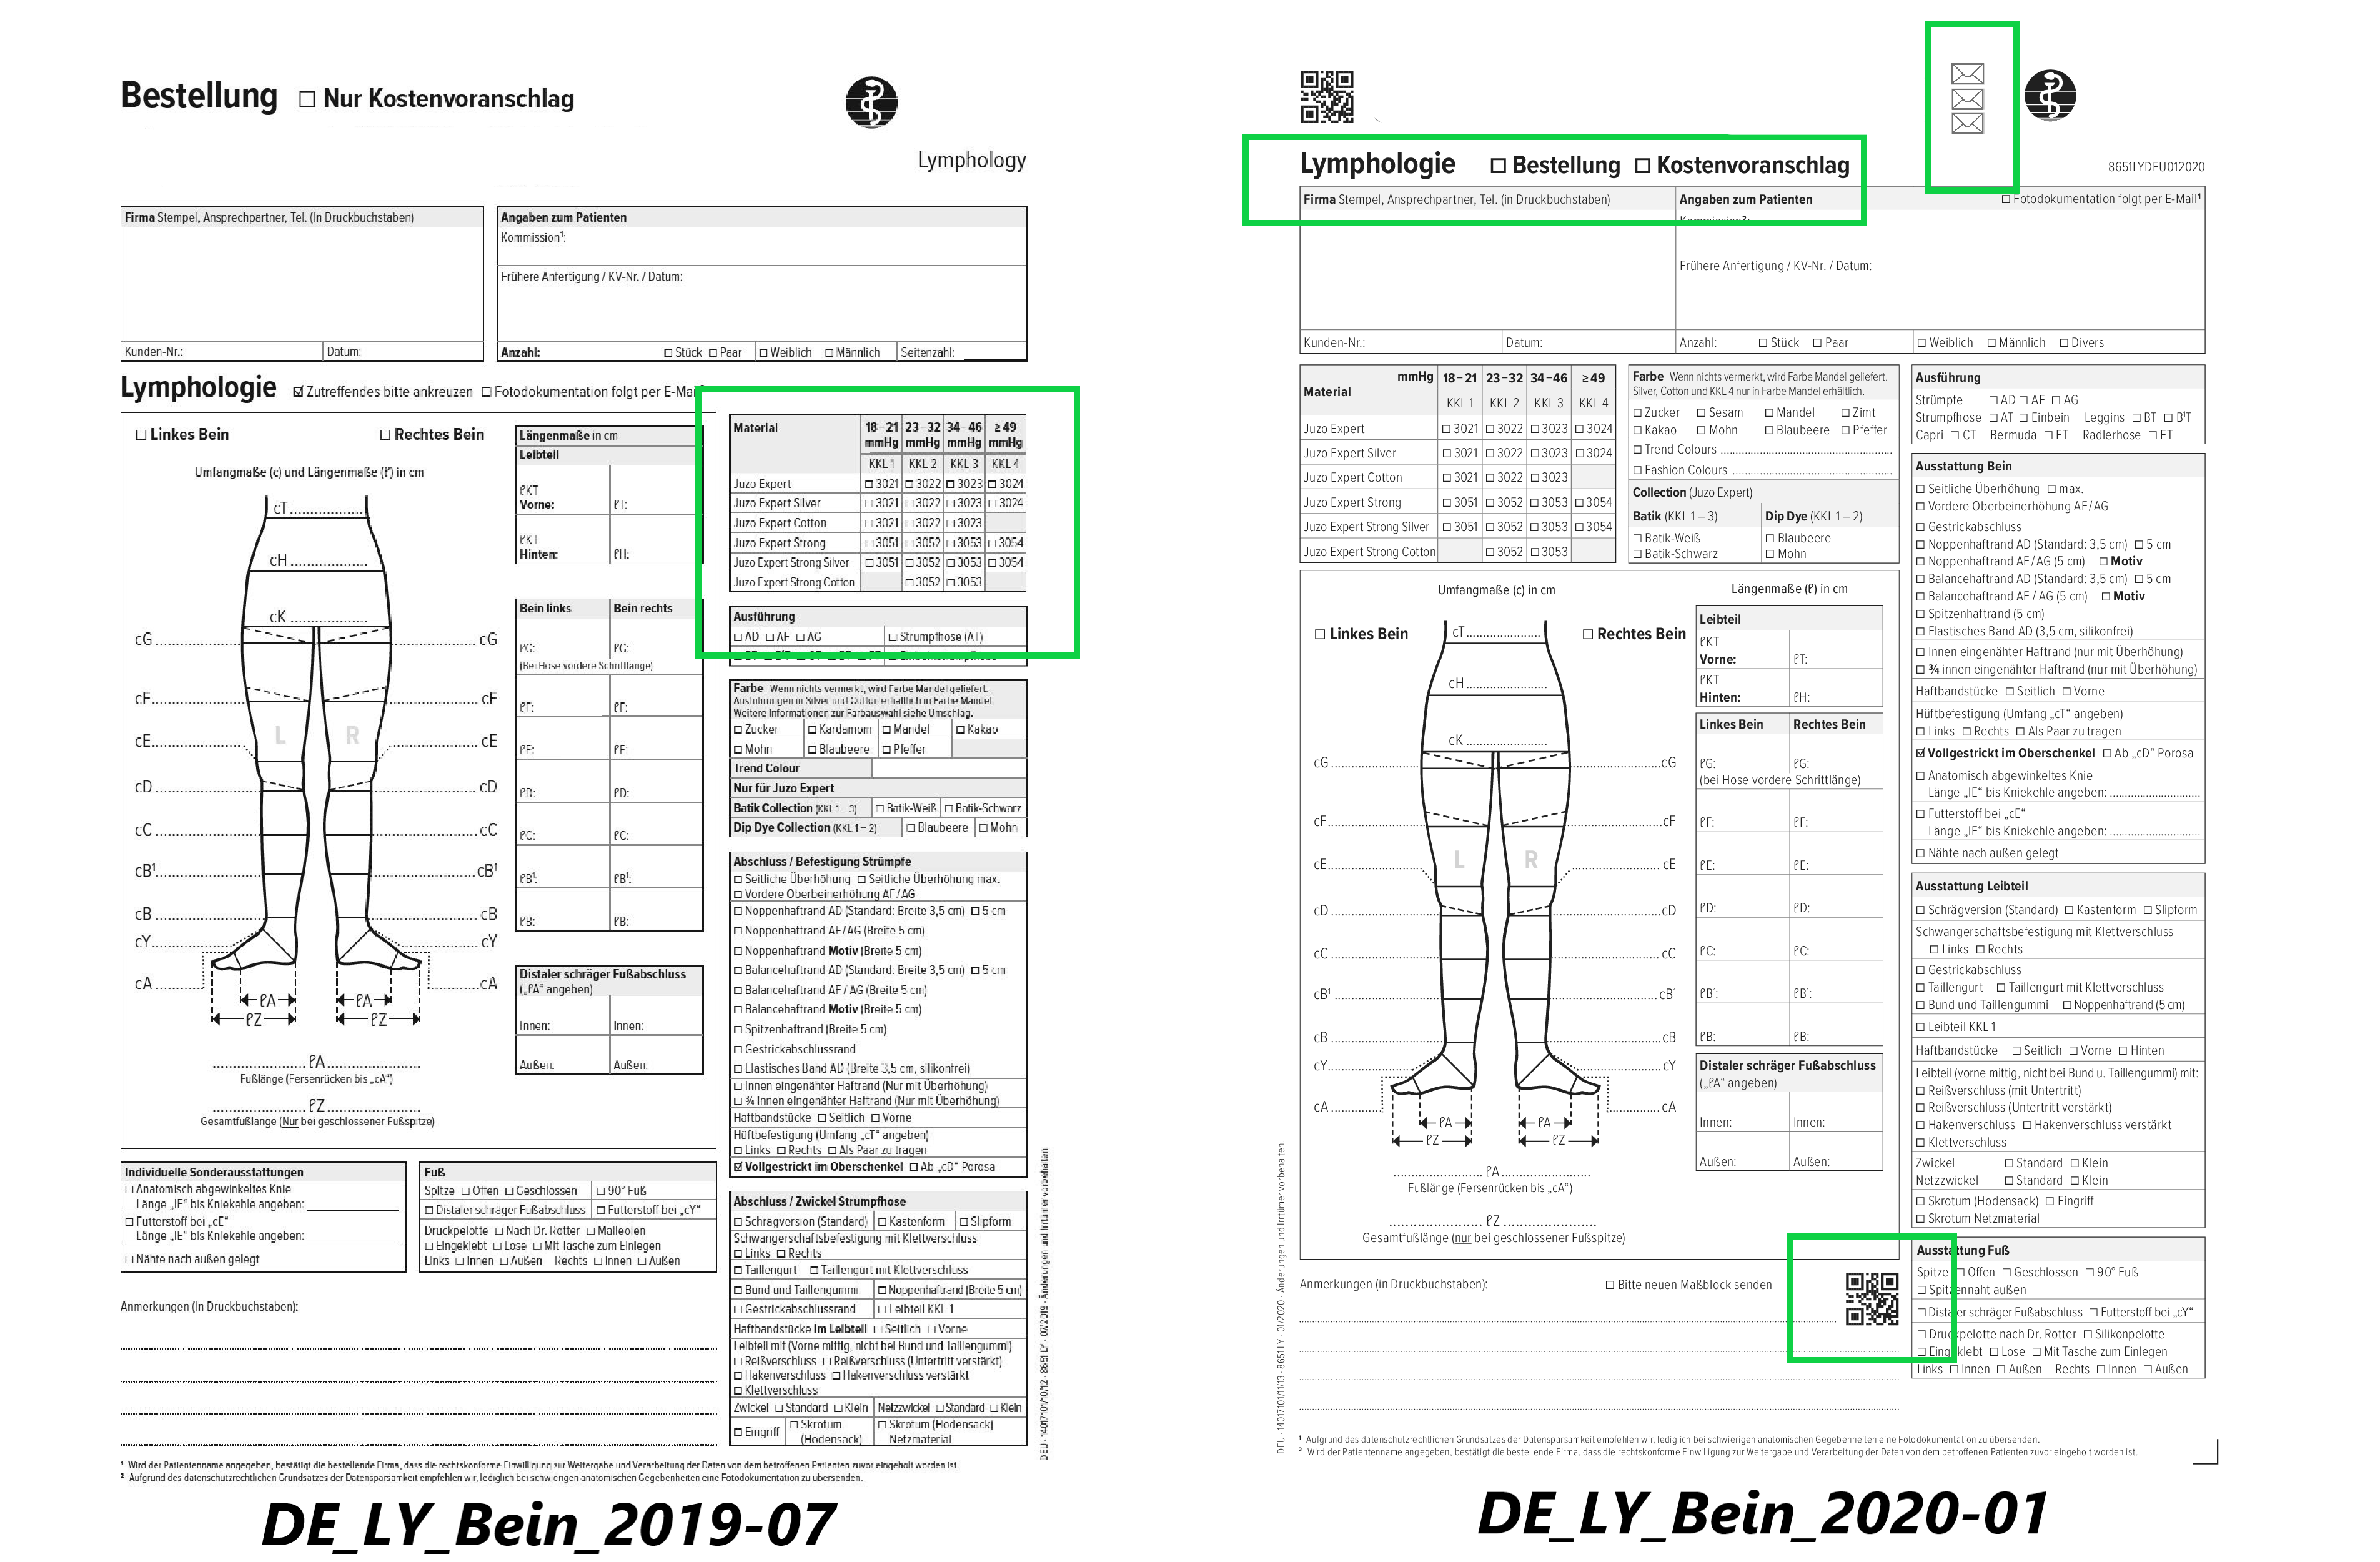 Bestellung ☐ Nur Kostenvoranschlag
Lymphology
Firma Stempel, Ansprechpartner, Tel. (In Druckbuchstaben)
Kunden-Nr.: Datum:
Angaben zum Patienten
Kommission¹:
Frühere Anfertigung / KV-Nr. / Datum:
Anzahl: ☐ Stück ☐ Paar ☐ Weiblich ☐ Männlich Seitenzahl:
Lymphologie ☑ Zutreffendes bitte ankreuzen ☐ Fotodokumentation folgt per E-Mail²
☐ Linkes Bein ☐ Rechtes Bein
Umfangmaße (c) und Längenmaße (ℓ) in cm
cT
cH
cK
cG cG
cF cF
cE L R cE
cD cD
cC cC
cB¹ cB¹
cB cB
cY cY
cA cA
ℓA ℓA
ℓZ ℓZ
ℓA
Fußlänge (Fersenrücken bis „cA“)
ℓZ
Gesamtfußlänge (Nur bei geschlossener Fußspitze)
Längenmaße in cm
Leibteil
ℓKT
Vorne: ℓT:
ℓKT
Hinten: ℓH:
Bein links Bein rechts
ℓG: ℓG:
(Bei Hose vordere Schrittlänge)
ℓF: ℓF:
ℓE: ℓE:
ℓD: ℓD:
ℓC: ℓC:
ℓB¹: ℓB¹:
ℓB: ℓB:
Distaler schräger Fußabschluss
(„ℓA“ angeben)
Innen: Innen:
Außen: Außen:
Individuelle Sonderausstattungen
☐ Anatomisch abgewinkeltes Knie
Länge „lE“ bis Kniekehle angeben:
☐ Futterstoff bei „cE“
Länge „lE“ bis Kniekehle angeben:
☐ Nähte nach außen gelegt
Fuß
Spitze ☐ Offen ☐ Geschlossen ☐ 90° Fuß
☐ Distaler schräger Fußabschluss ☐ Futterstoff bei „cY“
Druckpelotte ☐ Nach Dr. Rotter ☐ Malleolen
☐ Eingeklebt ☐ Lose ☐ Mit Tasche zum Einlegen
Links ☐ Innen ☐ Außen Rechts ☐ Innen ☐ Außen
Anmerkungen (In Druckbuchstaben):
Material 18–21 mmHg 23–32 mmHg 34–46 mmHg ≥49 mmHg
KKL 1 KKL 2 KKL 3 KKL 4
Juzo Expert ☐ 3021 ☐ 3022 ☐ 3023 ☐ 3024
Juzo Expert Silver ☐ 3021 ☐ 3022 ☐ 3023 ☐ 3024
Juzo Expert Cotton ☐ 3021 ☐ 3022 ☐ 3023
Juzo Expert Strong ☐ 3051 ☐ 3052 ☐ 3053 ☐ 3054
Juzo Expert Strong Silver ☐ 3051 ☐ 3052 ☐ 3053 ☐ 3054
Juzo Expert Strong Cotton ☐ 3052 ☐ 3053
Ausführung
☐ AD ☐ AF ☐ AG ☐ Strumpfhose (AT)
Farbe Wenn nichts vermerkt, wird Farbe Mandel geliefert.
Ausführungen in Silver und Cotton erhältlich in Farbe Mandel.
Weitere Informationen zur Farbauswahl siehe Umschlag.
☐ Zucker ☐ Kardamom ☐ Mandel ☐ Kakao
☐ Mohn ☐ Blaubeere ☐ Pfeffer
Trend Colour
Nur für Juzo Expert
Batik Collection (KKL 1 3) ☐ Batik-Weiß ☐ Batik-Schwarz
Dip Dye Collection (KKL 1–2) ☐ Blaubeere ☐ Mohn
Abschluss / Befestigung Strümpfe
☐ Seitliche Überhöhung ☐ Seitliche Überhöhung max.
☐ Vordere Oberbeinerhöhung AF/AG
☐ Noppenhaftrand AD (Standard: Breite 3,5 cm) ☐ 5 cm
☐ Noppenhaftrand AF/AG (Breite 5 cm)
☐ Noppenhaftrand Motiv (Breite 5 cm)
☐ Balancehaftrand AD (Standard: Breite 3,5 cm) ☐ 5 cm
☐ Balancehaftrand AF / AG (Breite 5 cm)
☐ Balancehaftrand Motiv (Breite 5 cm)
☐ Spitzenhaftrand (Breite 5 cm)
☐ Gestrickabschlussrand
☐ Elastisches Band AD (Breite 3,5 cm, silikonfrei)
☐ Innen eingenähter Haftrand (Nur mit Überhöhung)
☐ ¾ innen eingenähter Haftrand (Nur mit Überhöhung)
Haftbandstücke ☐ Seitlich ☐ Vorne
Hüftbefestigung (Umfang „cT“ angeben)
☐ Links ☐ Rechts ☐ Als Paar zu tragen
☑ Vollgestrickt im Oberschenkel ☐ Ab „cD“ Porosa
Abschluss / Zwickel Strumpfhose
☐ Schrägversion (Standard) ☐ Kastenform ☐ Slipform
Schwangerschaftsbefestigung mit Klettverschluss
☐ Links ☐ Rechts
☐ Taillengurt ☐ Taillengurt mit Klettverschluss
☐ Bund und Taillengummi ☐ Noppenhaftrand (Breite 5 cm)
☐ Gestrickabschlussrand ☐ Leibteil KKL 1
Haftbandstücke im Leibteil ☐ Seitlich ☐ Vorne
Leibteil mit (Vorne mittig, nicht bei Bund und Taillengummi)
☐ Reißverschluss ☐ Reißverschluss (Untertritt verstärkt)
☐ Hakenverschluss ☐ Hakenverschluss verstärkt
☐ Klettverschluss
Zwickel ☐ Standard ☐ Klein Netzzwickel ☐ Standard ☐ Klein
☐ Eingriff ☐ Skrotum (Hodensack) ☐ Skrotum (Hodensack) Netzmaterial
DEU · 14017101/10/12 · 8651 LY · 07/2019 · Änderungen und Irrtümer vorbehalten.
¹ Wird der Patientenname angegeben, bestätigt die bestellende Firma, dass die rechtskonforme Einwilligung zur Weitergabe und Verarbeitung der Daten von dem betroffenen Patienten zuvor eingeholt worden ist.
² Aufgrund des datenschutzrechtlichen Grundsatzes der Datensparsamkeit empfehlen wir, lediglich bei schwierigen anatomischen Gegebenheiten eine Fotodokumentation zu übersenden.
DE_LY_Bein_2019-07
Lymphologie ☐ Bestellung ☐ Kostenvoranschlag
8651LYDEU012020
Firma Stempel, Ansprechpartner, Tel. (in Druckbuchstaben)
Kunden-Nr.: Datum:
Angaben zum Patienten ☐ Fotodokumentation folgt per E-Mail¹
Kommission²:
Frühere Anfertigung / KV-Nr. / Datum:
Anzahl: ☐ Stück ☐ Paar ☐ Weiblich ☐ Männlich ☐ Divers
Material mmHg 18–21 23–32 34–46 ≥49
KKL 1 KKL 2 KKL 3 KKL 4
Juzo Expert ☐ 3021 ☐ 3022 ☐ 3023 ☐ 3024
Juzo Expert Silver ☐ 3021 ☐ 3022 ☐ 3023 ☐ 3024
Juzo Expert Cotton ☐ 3021 ☐ 3022 ☐ 3023
Juzo Expert Strong ☐ 3051 ☐ 3052 ☐ 3053 ☐ 3054
Juzo Expert Strong Silver ☐ 3051 ☐ 3052 ☐ 3053 ☐ 3054
Juzo Expert Strong Cotton ☐ 3052 ☐ 3053
Farbe Wenn nichts vermerkt, wird Farbe Mandel geliefert.
Silver, Cotton und KKL 4 nur in Farbe Mandel erhältlich.
☐ Zucker ☐ Sesam ☐ Mandel ☐ Zimt
☐ Kakao ☐ Mohn ☐ Blaubeere ☐ Pfeffer
☐ Trend Colours
☐ Fashion Colours
Collection (Juzo Expert)
Batik (KKL 1 – 3) Dip Dye (KKL 1 – 2)
☐ Batik-Weiß ☐ Blaubeere
☐ Batik-Schwarz ☐ Mohn
Umfangmaße (c) in cm Längenmaße (ℓ) in cm
☐ Linkes Bein ☐ Rechtes Bein
cT
cH
cK
cG cG
cF cF
cE L R cE
cD cD
cC cC
cB¹ cB¹
cB cB
cY cY
cA cA
ℓA ℓA
ℓZ ℓZ
ℓA
Fußlänge (Fersenrücken bis „cA“)
ℓZ
Gesamtfußlänge (nur bei geschlossener Fußspitze)
Leibteil
ℓKT
Vorne: ℓT:
ℓKT
Hinten: ℓH:
Linkes Bein Rechtes Bein
ℓG: ℓG:
(bei Hose vordere Schrittlänge)
ℓF: ℓF:
ℓE: ℓE:
ℓD: ℓD:
ℓC: ℓC:
ℓB¹: ℓB¹:
ℓB: ℓB:
Distaler schräger Fußabschluss
(„ℓA“ angeben)
Innen: Innen:
Außen: Außen:
Anmerkungen (in Druckbuchstaben): ☐ Bitte neuen Maßblock senden
Ausführung
Strümpfe ☐ AD ☐ AF ☐ AG
Strumpfhose ☐ AT ☐ Einbein Leggins ☐ BT ☐ B¹T
Capri ☐ CT Bermuda ☐ ET Radlerhose ☐ FT
Ausstattung Bein
☐ Seitliche Überhöhung ☐ max.
☐ Vordere Oberbeinerhöhung AF/AG
☐ Gestrickabschluss
☐ Noppenhaftrand AD (Standard: 3,5 cm) ☐ 5 cm
☐ Noppenhaftrand AF/AG (5 cm) ☐ Motiv
☐ Balancehaftrand AD (Standard: 3,5 cm) ☐ 5 cm
☐ Balancehaftrand AF / AG (5 cm) ☐ Motiv
☐ Spitzenhaftrand (5 cm)
☐ Elastisches Band AD (3,5 cm, silikonfrei)
☐ Innen eingenähter Haftrand (nur mit Überhöhung)
☐ ¾ innen eingenähter Haftrand (nur mit Überhöhung)
Haftbandstücke ☐ Seitlich ☐ Vorne
Hüftbefestigung (Umfang „cT“ angeben)
☐ Links ☐ Rechts ☐ Als Paar zu tragen
☑ Vollgestrickt im Oberschenkel ☐ Ab „cD“ Porosa
☐ Anatomisch abgewinkeltes Knie
Länge „lE“ bis Kniekehle angeben:
☐ Futterstoff bei „cE“
Länge „lE“ bis Kniekehle angeben:
☐ Nähte nach außen gelegt
Ausstattung Leibteil
☐ Schrägversion (Standard) ☐ Kastenform ☐ Slipform
Schwangerschaftsbefestigung mit Klettverschluss
☐ Links ☐ Rechts
☐ Gestrickabschluss
☐ Taillengurt ☐ Taillengurt mit Klettverschluss
☐ Bund und Taillengummi ☐ Noppenhaftrand (5 cm)
☐ Leibteil KKL 1
Haftbandstücke ☐ Seitlich ☐ Vorne ☐ Hinten
Leibteil (vorne mittig, nicht bei Bund u. Taillengummi) mit:
☐ Reißverschluss (mit Untertritt)
☐ Reißverschluss (Untertritt verstärkt)
☐ Hakenverschluss ☐ Hakenverschluss verstärkt
☐ Klettverschluss
Zwickel ☐ Standard ☐ Klein
Netzzwickel ☐ Standard ☐ Klein
☐ Skrotum (Hodensack) ☐ Eingriff
☐ Skrotum Netzmaterial
Ausstattung Fuß
Spitze ☐ Offen ☐ Geschlossen ☐ 90° Fuß
☐ Spitzennaht außen
☐ Distaler schräger Fußabschluss ☐ Futterstoff bei „cY“
☐ Druckpelotte nach Dr. Rotter ☐ Silikonpelotte
☐ Eingeklebt ☐ Lose ☐ Mit Tasche zum Einlegen
Links ☐ Innen ☐ Außen Rechts ☐ Innen ☐ Außen
DEU · 14017101/11/13 · 8651 LY · 01/2020 · Änderungen und Irrtümer vorbehalten.
¹ Aufgrund des datenschutzrechtlichen Grundsatzes der Datensparsamkeit empfehlen wir, lediglich bei schwierigen anatomischen Gegebenheiten eine Fotodokumentation zu übersenden.
² Wird der Patientenname angegeben, bestätigt die bestellende Firma, dass die rechtskonforme Einwilligung zur Weitergabe und Verarbeitung der Daten von dem betroffenen Patienten zuvor eingeholt worden ist.
DE_LY_Bein_2020-01